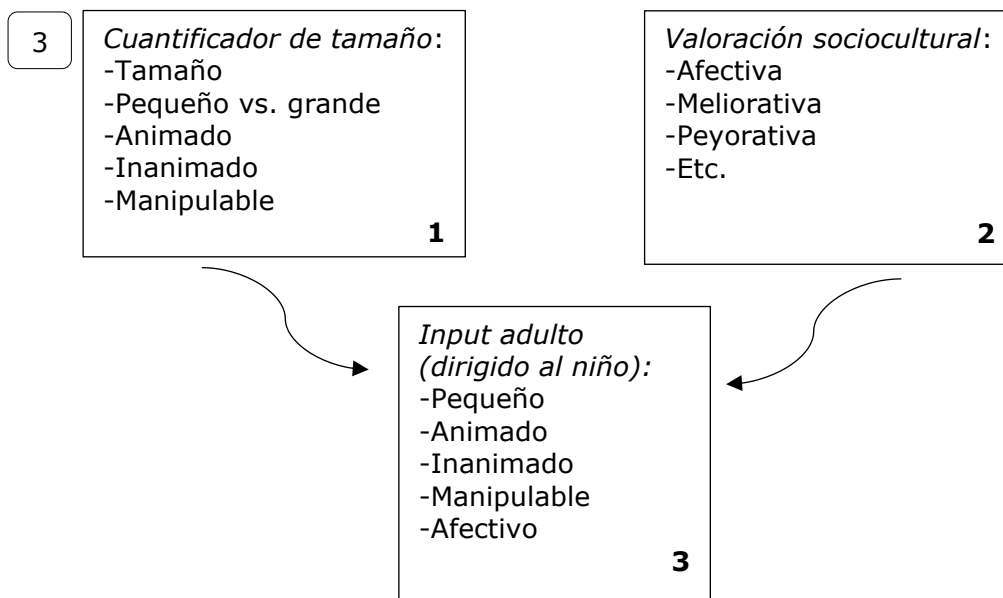 3
Cuantificador de tamaño:
-Tamaño
-Pequeño vs. grande
-Animado
-Inanimado
-Manipulable
1
Valoración sociocultural:
-Afectiva
-Meliorativa
-Peyorativa
-Etc.
2
Input adulto
(dirigido al niño):
-Pequeño
-Animado
-Inanimado
-Manipulable
-Afectivo
3